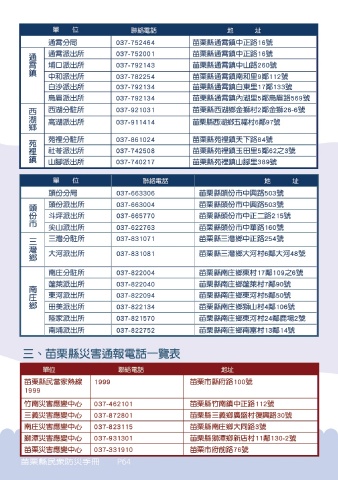 單 位 聯絡電話 地 址
通霄鎮
通霄分局 037-752464 苗栗縣通霄鎮中正路16號
通霄派出所 037-752001 苗栗縣通霄鎮中正路16號
埔口派出所 037-792143 苗栗縣通霄鎮中山路260號
中和派出所 037-782254 苗栗縣通霄鎮南和里9鄰112號
白沙派出所 037-792134 苗栗縣通霄鎮白東里17鄰133號
烏眉派出所 037-782134 苗栗縣通霄鎮內湖里5鄰烏眉路559號
西湖鄉
西湖分駐所 037-921031 苗栗縣西湖鄉金獅村2鄰金獅26-6號
高湖派出所 037-911414 苗栗縣西湖鄉五福村6鄰97號
苑裡鎮
苑裡分駐所 037-861024 苗栗縣苑裡鎮天下路84號
社苓派出所 037-742508 苗栗縣苑裡鎮玉田里5鄰62之3號
山腳派出所 037-740217 苗栗縣苑裡鎮山腳里389號
單 位 聯絡電話 地 址
頭份市
頭份分局 037-663306 苗栗縣頭份市中興路503號
頭份派出所 037-663004 苗栗縣頭份市中興路503號
斗坪派出所 037-665770 苗栗縣頭份市中正二路215號
尖山派出所 037-622763 苗栗縣頭份市中華路160號
三灣鄉
三灣分駐所 037-831071 苗栗縣三灣鄉中正路254號
大河派出所 037-831081 苗栗縣三灣鄉大河村6鄰大河48號
南庄鄉
南庄分駐所 037-822004 苗栗縣南庄鄉東村17鄰109之6號
蓬萊派出所 037-822040 苗栗縣南庄鄉蓬萊村7鄰90號
東河派出所 037-822094 苗栗縣南庄鄉東河村5鄰50號
田美派出所 037-822134 苗栗縣南庄鄉獅山村4鄰106號
陸家派出所 037-821570 苗栗縣南庄鄉東河村24鄰鹿場2號
南埔派出所 037-822752 苗栗縣南庄鄉南富村13鄰14號
三、苗栗縣災害通報電話一覽表
單位 聯絡電話 地址
苗栗縣民當家熱線 1999 苗栗市縣府路100號
1999
竹南災害應變中心 037-462101 苗栗縣竹南鎮中正路112號
三義災害應變中心 037-872801 苗栗縣三義鄉廣盛村復興路30號
南庄災害應變中心 037-823115 苗栗縣南庄鄉大同路3號
獅潭災害應變中心 037-931301 苗栗縣獅潭鄉新店村11鄰130-2號
苗栗災害應變中心 037-331910 苗栗市府前路76號
苗栗縣民眾防災手冊 P64